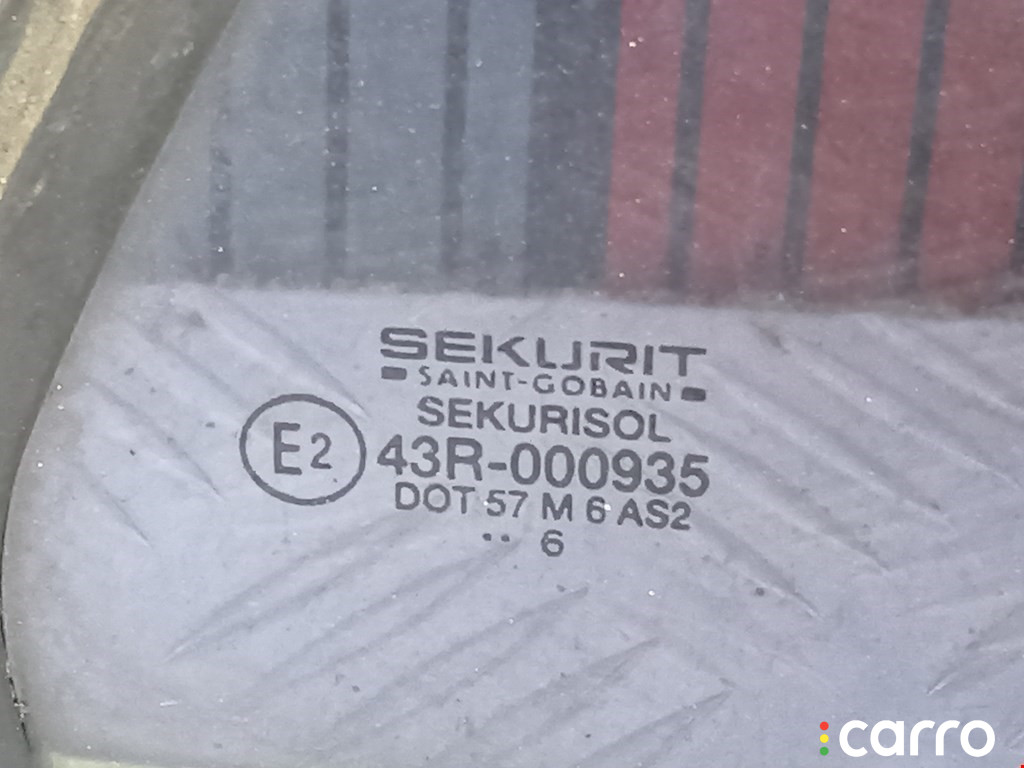 SEKURIT
SAINT-GOBAIN
SEKURISOL
E2
43R-000935
DOT 57 M 6 AS2
·· 6
carro